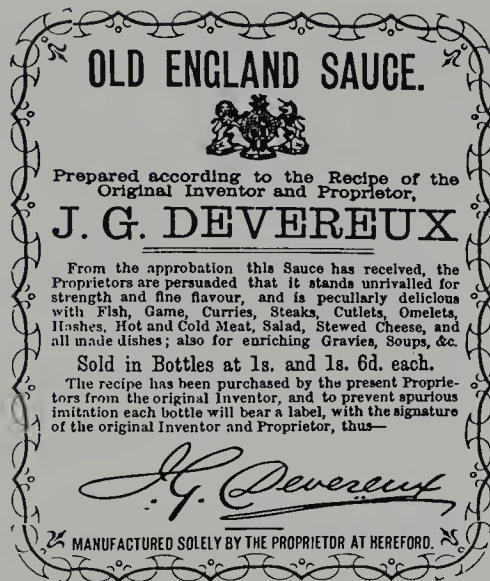 OLD ENGLAND SAUCE.
Prepared according to the Recipe of the
Original Inventor and Proprietor,
J. G. DEVEREUX
From the approbation this Sauce has received, the
Proprietors are persuaded that it stands unrivalled for
strength and fine flavour, and is peculiarly delicious
with Fish, Game, Curries, Steaks, Cutlets, Omelets,
Hashes, Hot and Cold Meat, Salad, Stewed Cheese, and
all made dishes; also for enriching Gravies, Soups, &c.
Sold in Bottles at 1s. and 1s. 6d. each.
The recipe has been purchased by the present Proprie-
tors from the original Inventor, and to prevent spurious
imitation each bottle will bear a label, with the signature
of the original Inventor and Proprietor, thus—
J. G. Devereux
MANUFACTURED SOLELY BY THE PROPRIETOR AT HEREFORD.